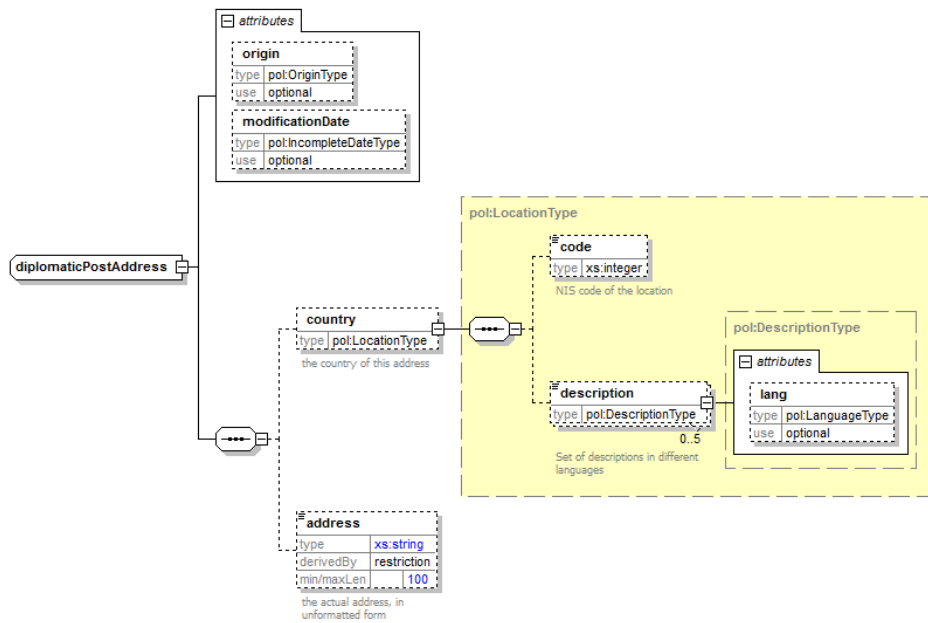 attributes
origin
type pol:OriginType
use optional
modificationDate
type pol:IncompleteDateType
use optional
pol:LocationType
code
type xs:integer
NIS code of the location
diplomaticPostAddress
country
type pol:LocationType
the country of this address
pol:DescriptionType
attributes
lang
type pol:LanguageType
use optional
description
type pol:DescriptionType
0..5
Set of descriptions in different
languages
address
type xs:string
derivedBy restriction
min/maxLen 100
the actual address, in
unformatted form